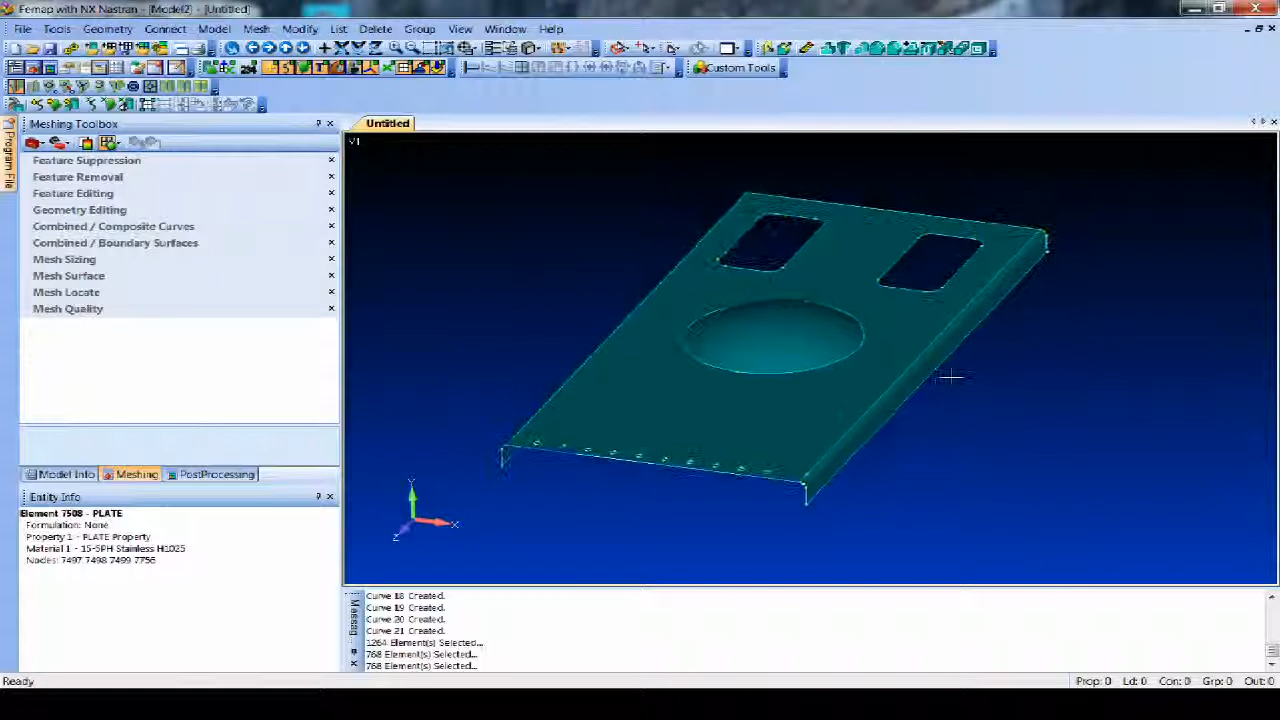 Femap with NX Nastran - [Model2] - [Untitled]
File Tools Geometry Connect Model Mesh Modify List Delete Group View Window Help
Custom Tools
Meshing Toolbox
Untitled
Program File
V1
Feature Suppression
Feature Removal
Feature Editing
Geometry Editing
Combined / Composite Curves
Combined / Boundary Surfaces
Mesh Sizing
Mesh Surface
Mesh Locate
Mesh Quality
Model Info Meshing PostProcessing
Y
X
Z
Entity Info
Element 7508 - PLATE
Formulation: None
Property 1 - PLATE Property
Material 1 - 15-5PH Stainless H1025
Nodes: 7497 7498 7499 7756
Messag
Curve 18 Created.
Curve 19 Created.
Curve 20 Created.
Curve 21 Created.
1264 Element(s) Selected...
768 Element(s) Selected...
768 Element(s) Selected...
Ready
Prop: 0 Ld: 0 Con: 0 Grp: 0 Out: 0